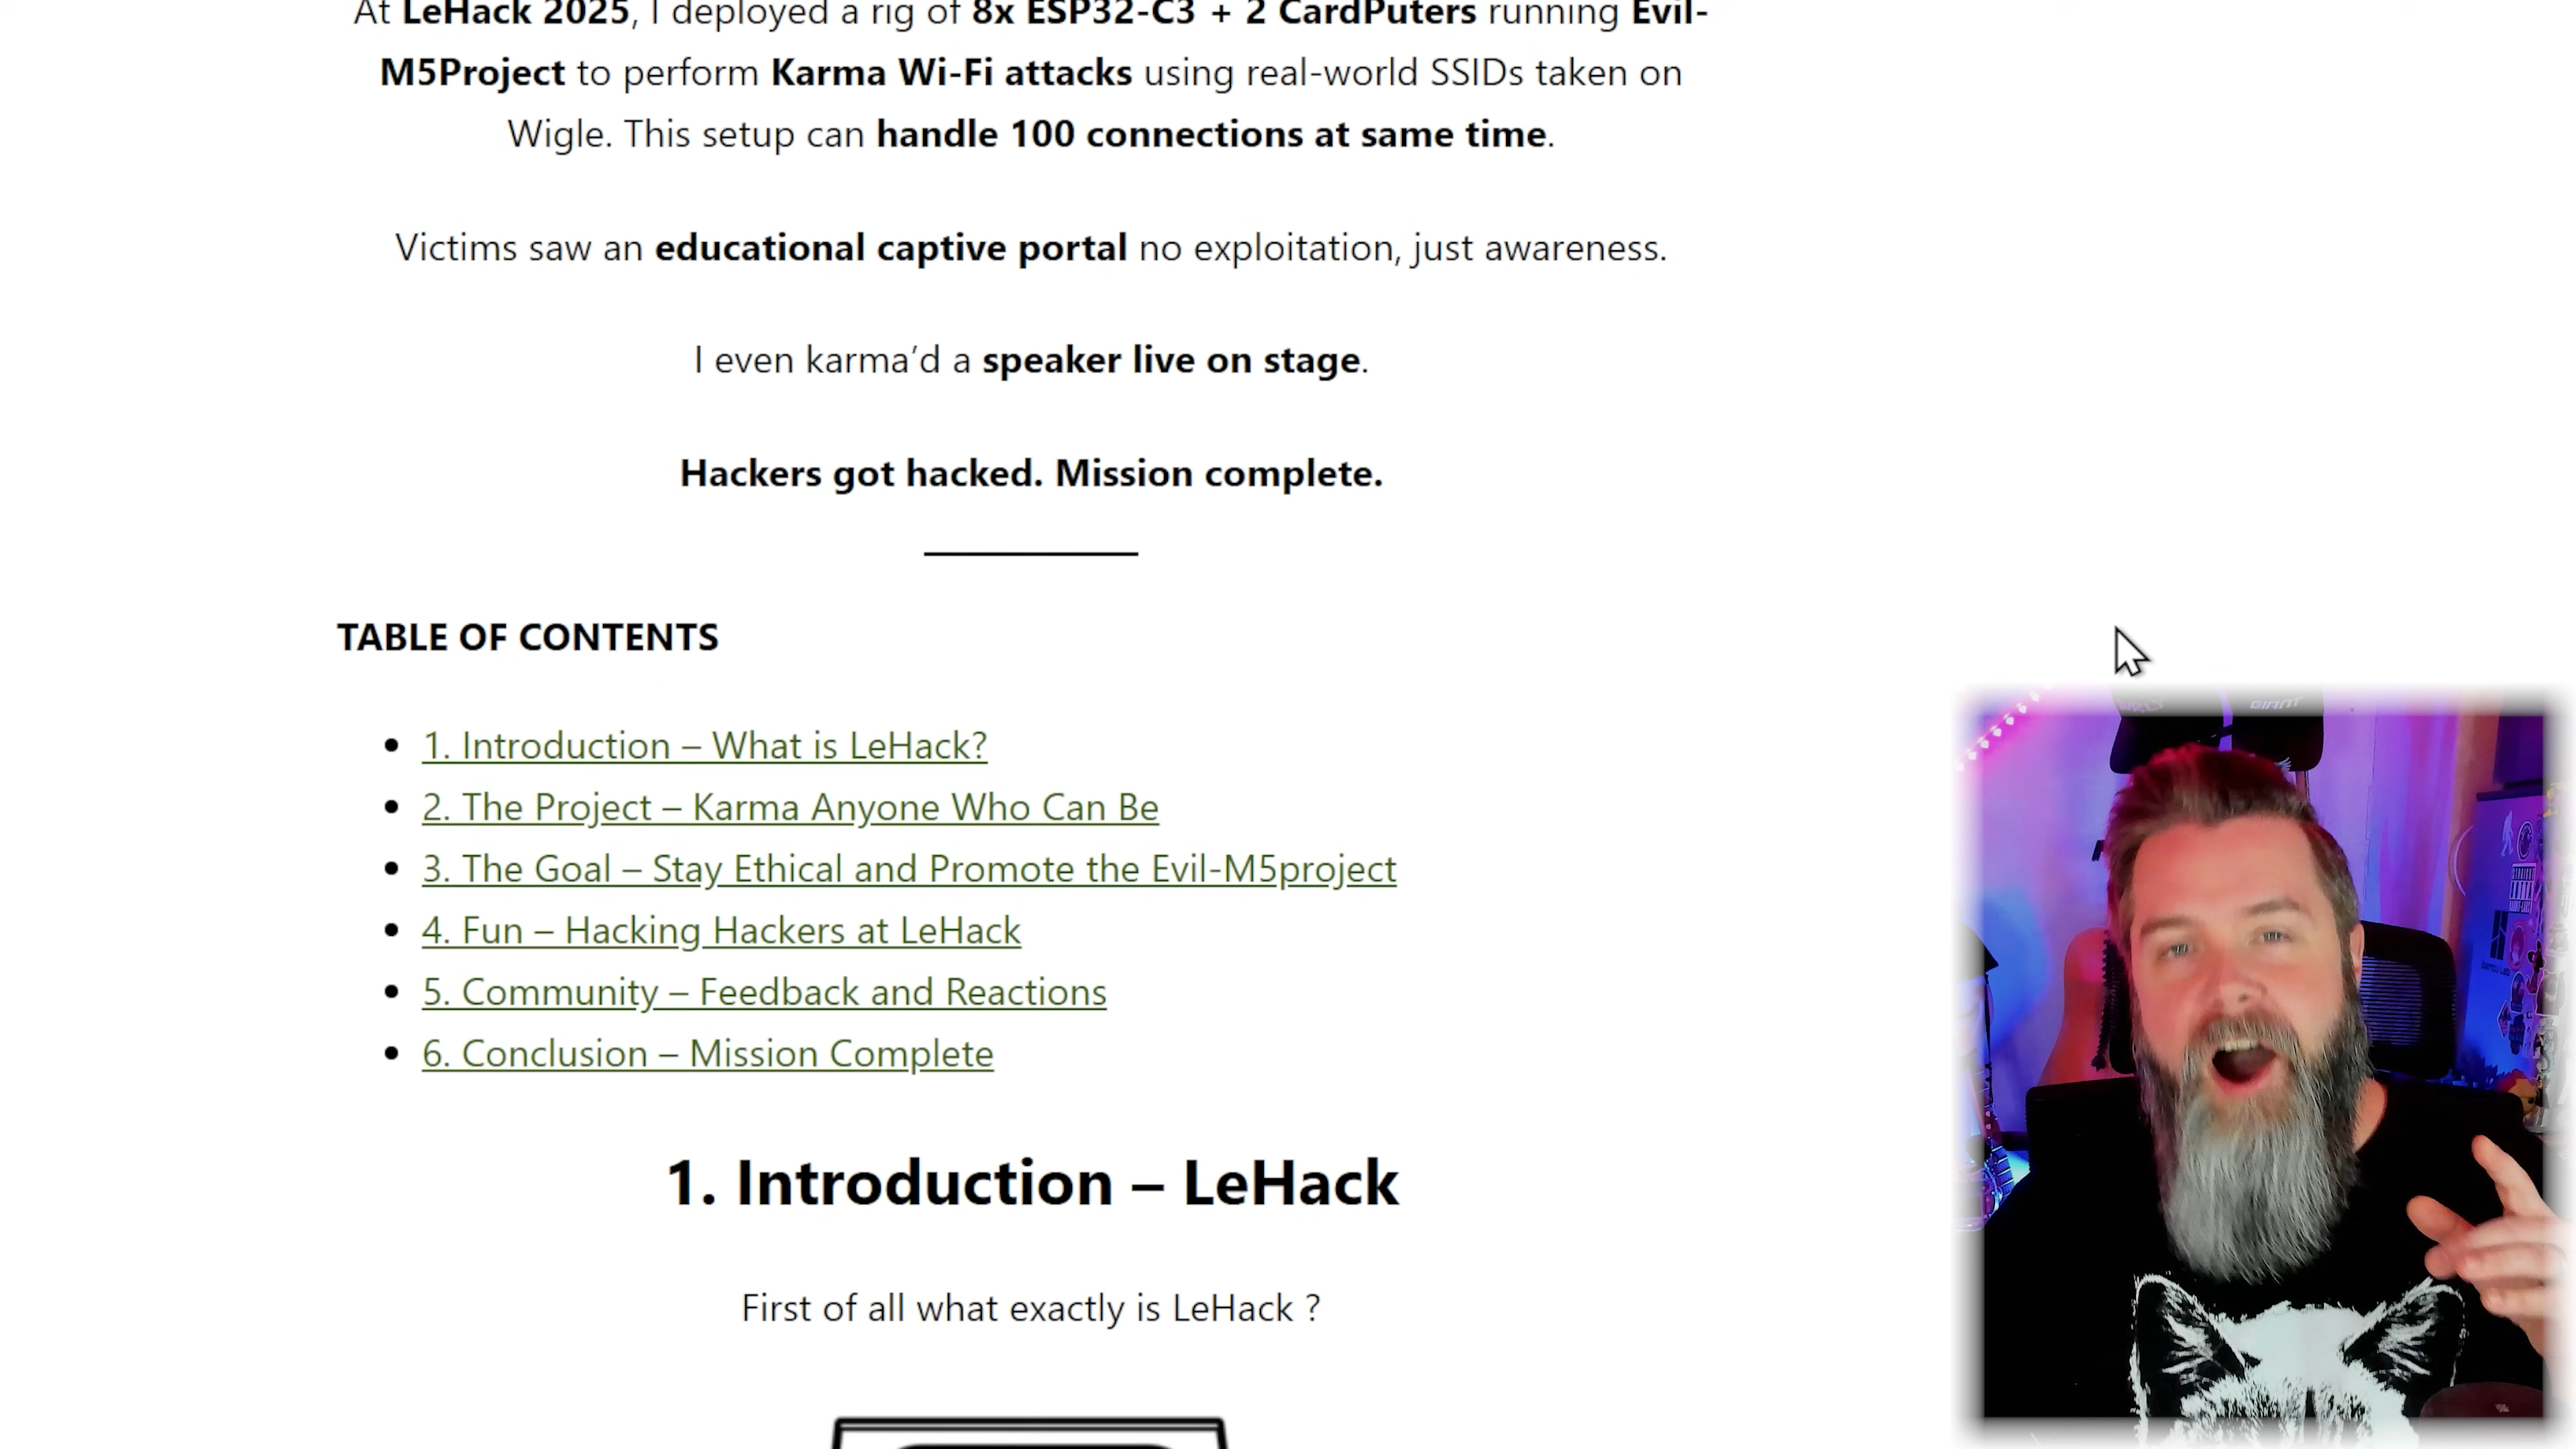 At LeHack 2025, I deployed a rig of 8x ESP32-C3 + 2 CardPuters running Evil-
M5Project to perform Karma Wi-Fi attacks using real-world SSIDs taken on
Wigle. This setup can handle 100 connections at same time.
Victims saw an educational captive portal no exploitation, just awareness.
I even karma’d a speaker live on stage.
Hackers got hacked. Mission complete.
TABLE OF CONTENTS
• 1. Introduction – What is LeHack?
• 2. The Project – Karma Anyone Who Can Be
• 3. The Goal – Stay Ethical and Promote the Evil-M5project
• 4. Fun – Hacking Hackers at LeHack
• 5. Community – Feedback and Reactions
• 6. Conclusion – Mission Complete
1. Introduction – LeHack
First of all what exactly is LeHack ?
GIANT